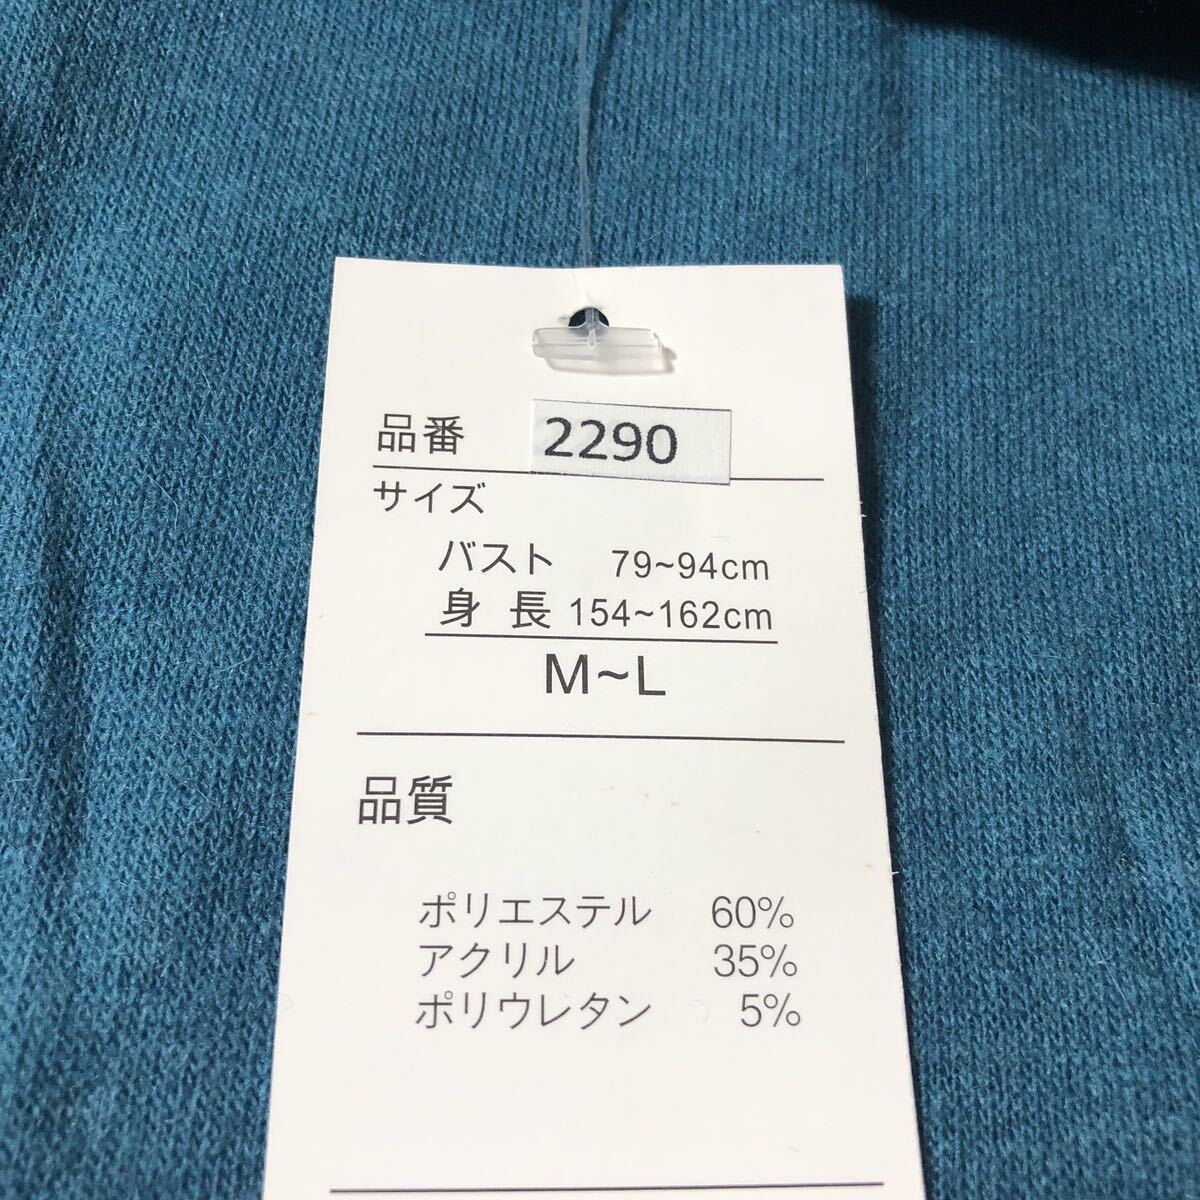 品番 2290
サイズ
バスト 79~94cm
身長 154~162cm
M~L
品質
ポリエステル 60%
アクリル 35%
ポリウレタン 5%